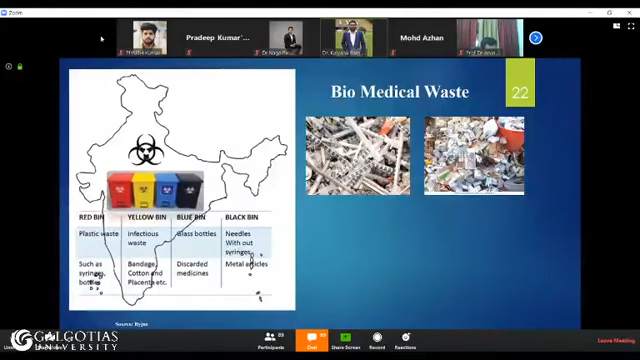 Zoom
Pradeep Kumar'...
Mohd Azhan
Bio Medical Waste
22
RED BIN
YELLOW BIN
BLUE BIN
BLACK BIN
Plastic waste
Infectious
waste
Glass bottles
Needles
With out
syringes
Such as
syringes,
bottles
Bandage,
Cotton and
Placenta etc.
Discarded
medicines
Metal articles
Source: Byjus
GALGOTIAS
UNIVERSITY
Participants
Chat
Share Screen
Record
Reactions
Leave Meeting